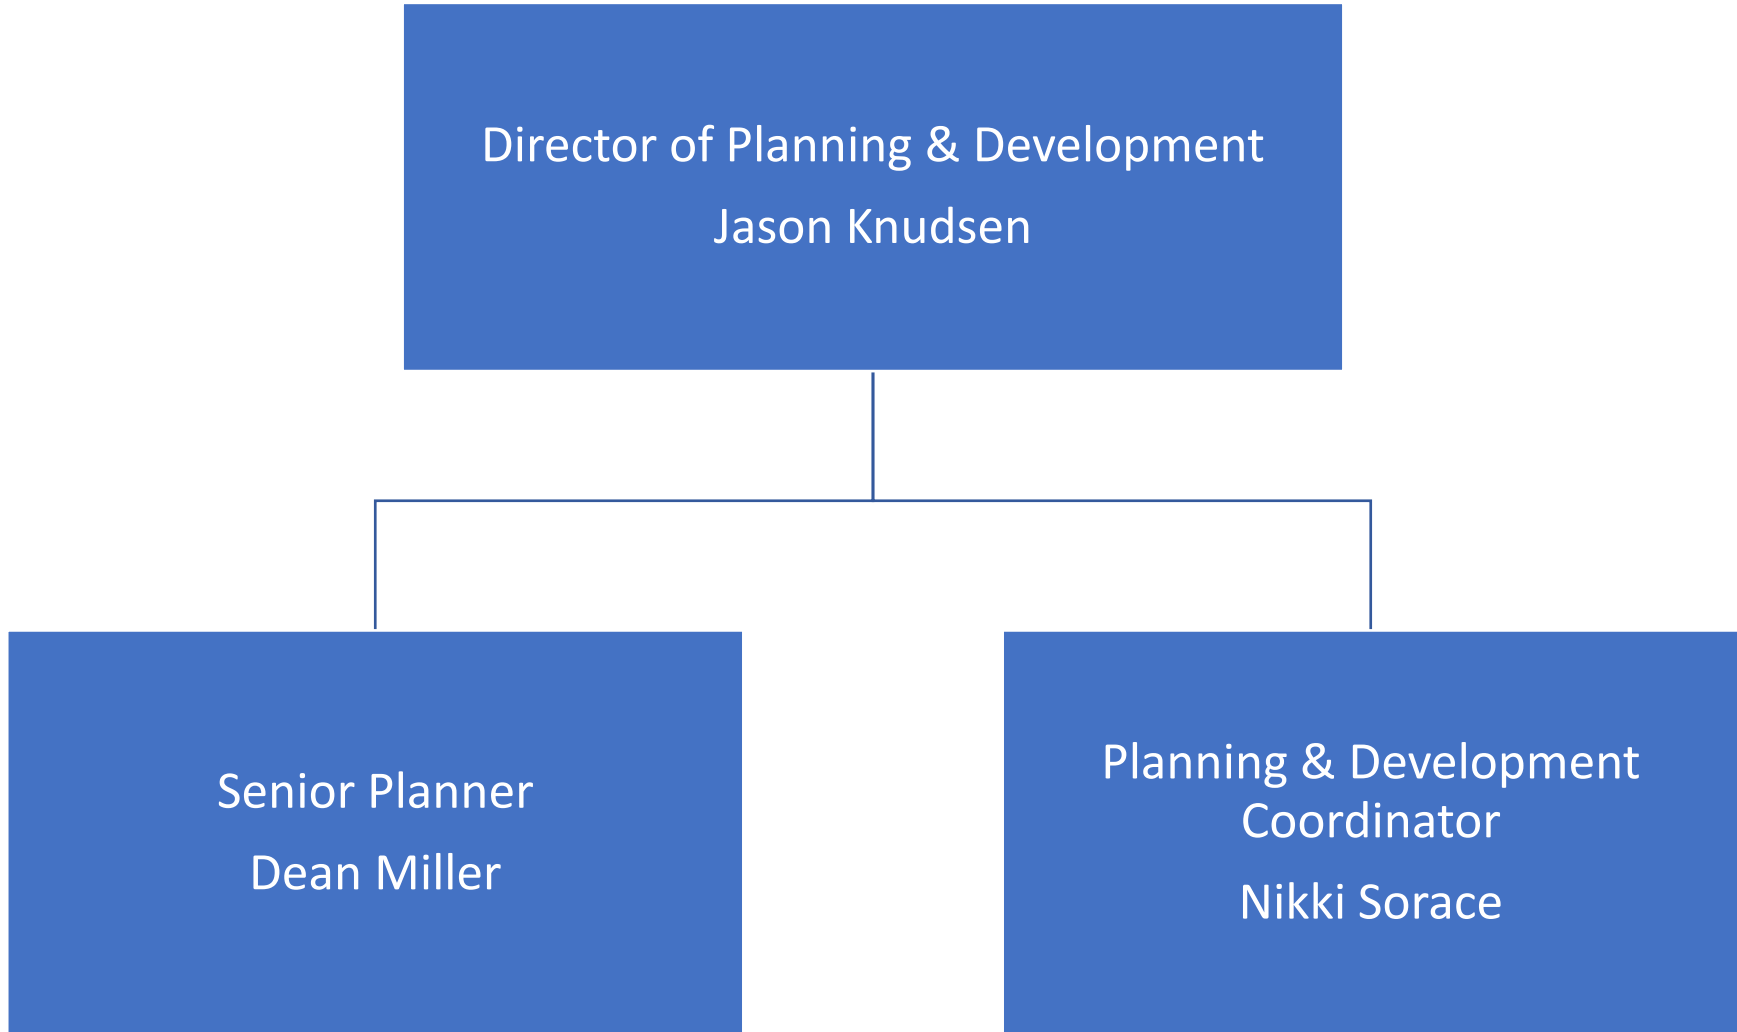 Director of Planning & Development
Jason Knudsen
Senior Planner
Dean Miller
Planning & Development
Coordinator
Nikki Sorace